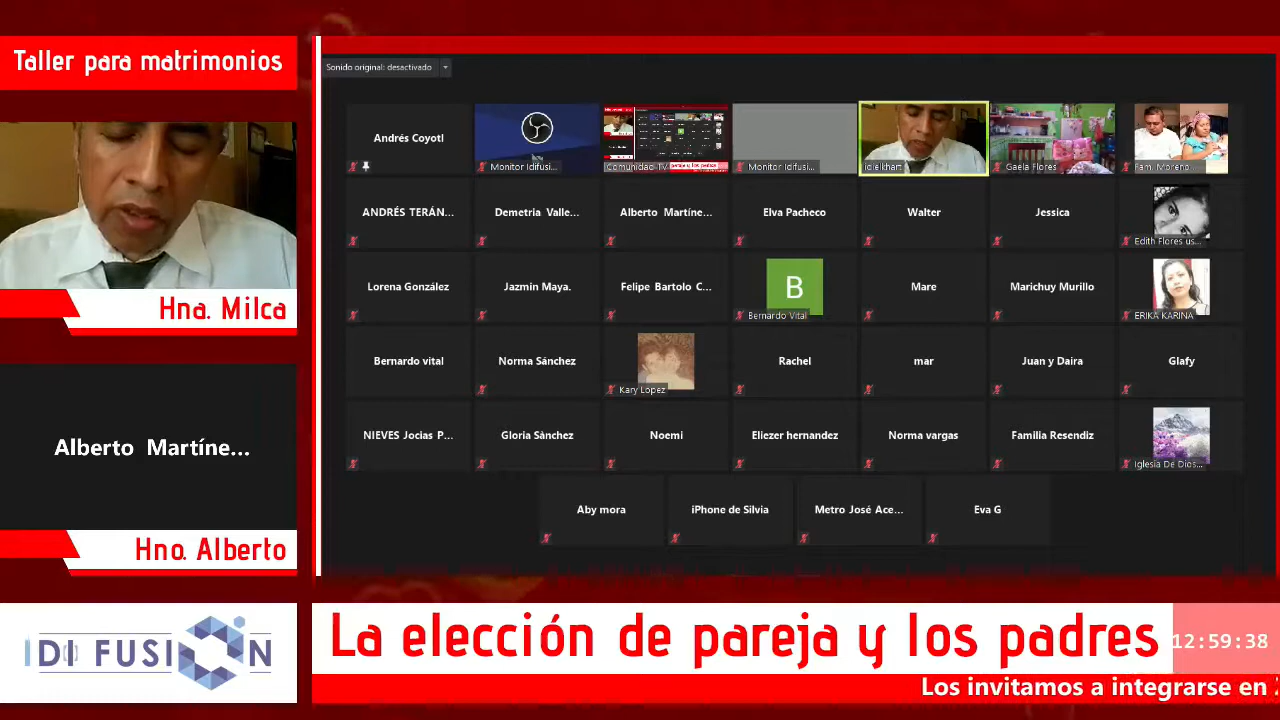 Taller para matrimonios
Hna. Milca
Alberto Martíne...
Hno. Alberto
IDIFUSIÓN
Sonido original: desactivado
Andrés Coyotl
Monitor Idifusi...
Comunidad TV
Monitor Idifusi...
idielkhart
Gaela Flores
Fam. Moreno...
ANDRÉS TERÁN...
Demetria Valle...
Alberto Martíne...
Elva Pacheco
Walter
Jessica
Edith Flores us...
Lorena González
Jazmin Maya.
Felipe Bartolo C...
B
Bernardo Vital
Mare
Marichuy Murillo
ERIKA KARINA
Bernardo vital
Norma Sánchez
Kary Lopez
Rachel
mar
Juan y Daira
Glafy
NIEVES Jocias P...
Gloria Sànchez
Noemi
Eliezer hernandez
Norma vargas
Familia Resendiz
Iglesia De Dios...
Aby mora
iPhone de Silvia
Metro José Ace...
Eva G
La elección de pareja y los padres
12:59:38
Los invitamos a integrarse en